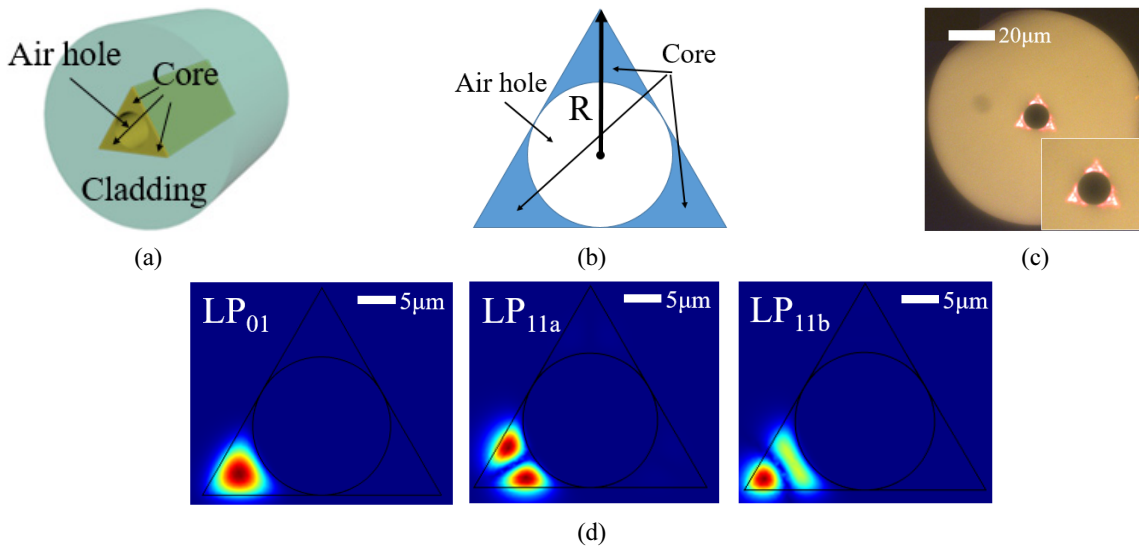 Air hole
Core
Cladding
(a)
Core
Air hole
R
(b)
20μm
(c)
LP01
5μm
LP11a
5μm
LP11b
5μm
(d)